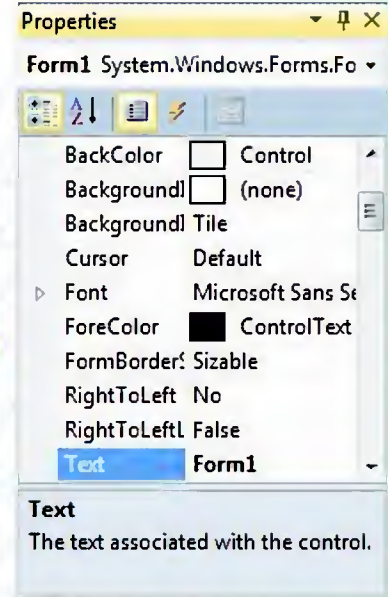 Properties
Form1 System.Windows.Forms.Fo
BackColor Control
BackgroundI (none)
BackgroundI Tile
Cursor Default
Font Microsoft Sans Se
ForeColor ControlText
FormBorderS Sizable
RightToLeft No
RightToLeftL False
Text Form1
Text
The text associated with the control.